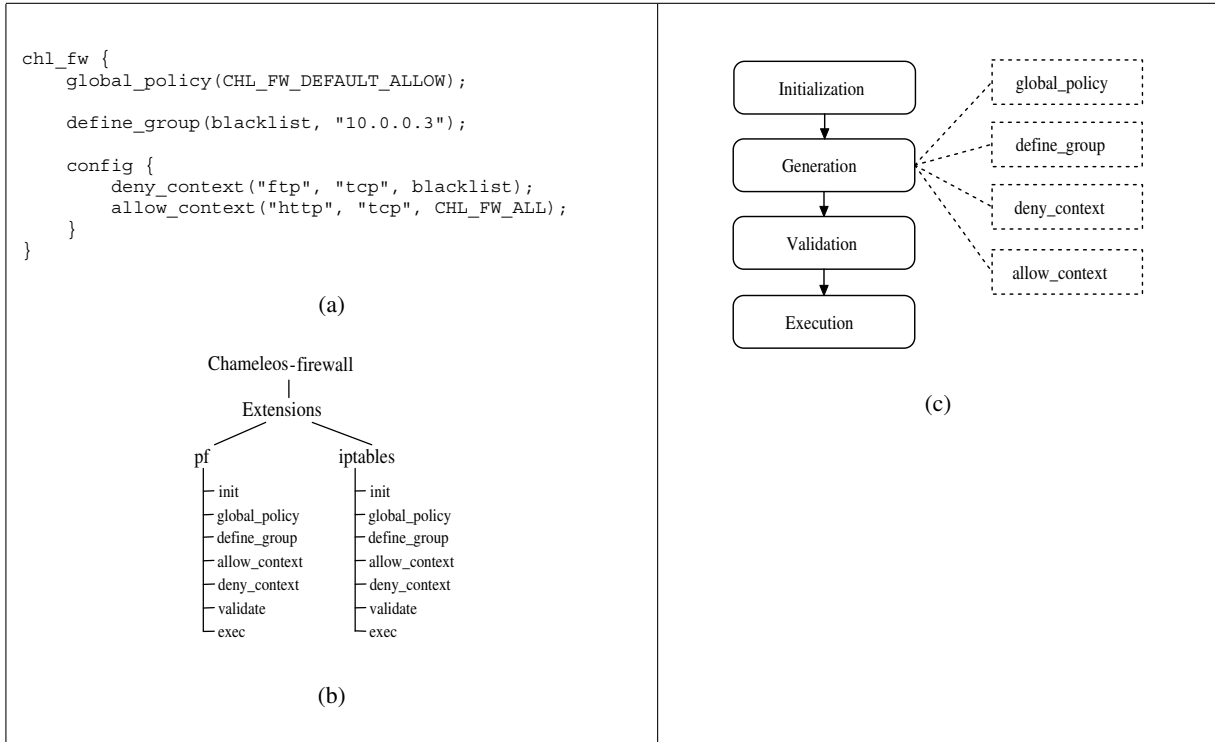 chl_fw {
global_policy(CHL_FW_DEFAULT_ALLOW);
define_group(blacklist, "10.0.0.3");
config {
deny_context("ftp", "tcp", blacklist);
allow_context("http", "tcp", CHL_FW_ALL);
}
}
(a)
Chameleos-firewall
Extensions
pf
init
global_policy
define_group
allow_context
deny_context
validate
exec
iptables
init
global_policy
define_group
allow_context
deny_context
validate
exec
(b)
Initialization
Generation
Validation
Execution
global_policy
define_group
deny_context
allow_context
(c)